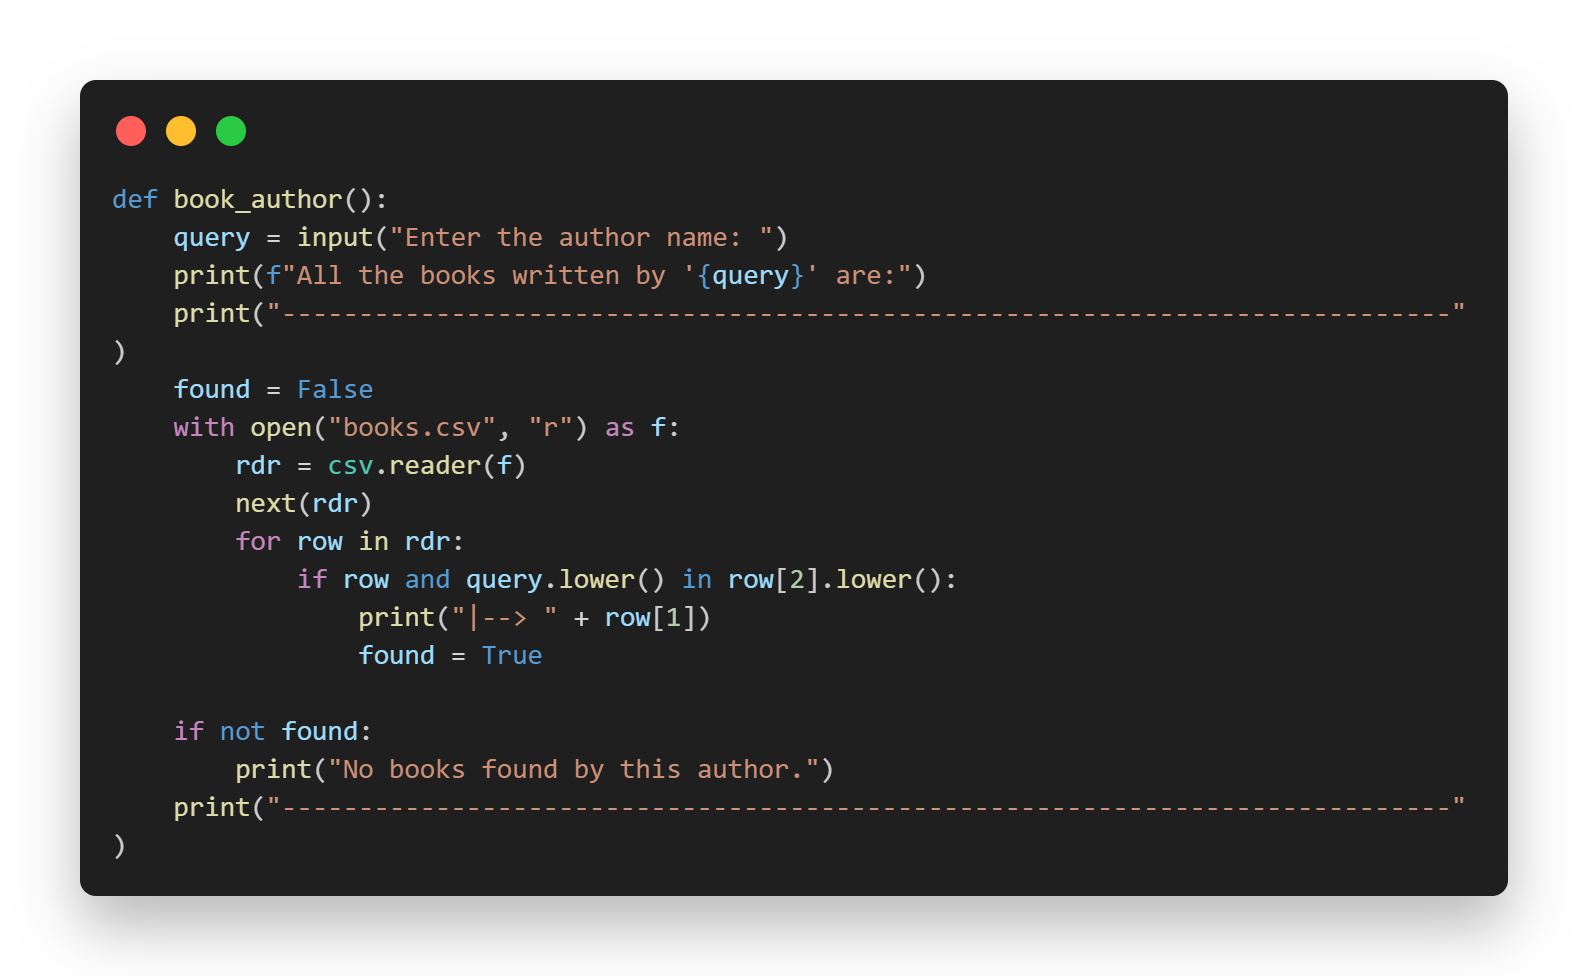 def book_author():
    query = input("Enter the author name: ")
    print(f"All the books written by '{query}' are:")
    print("----------------------------------------------------------------------------"
)
    found = False
    with open("books.csv", "r") as f:
        rdr = csv.reader(f)
        next(rdr)
        for row in rdr:
            if row and query.lower() in row[2].lower():
                print("|--> " + row[1])
                found = True

    if not found:
        print("No books found by this author.")
    print("----------------------------------------------------------------------------"
)